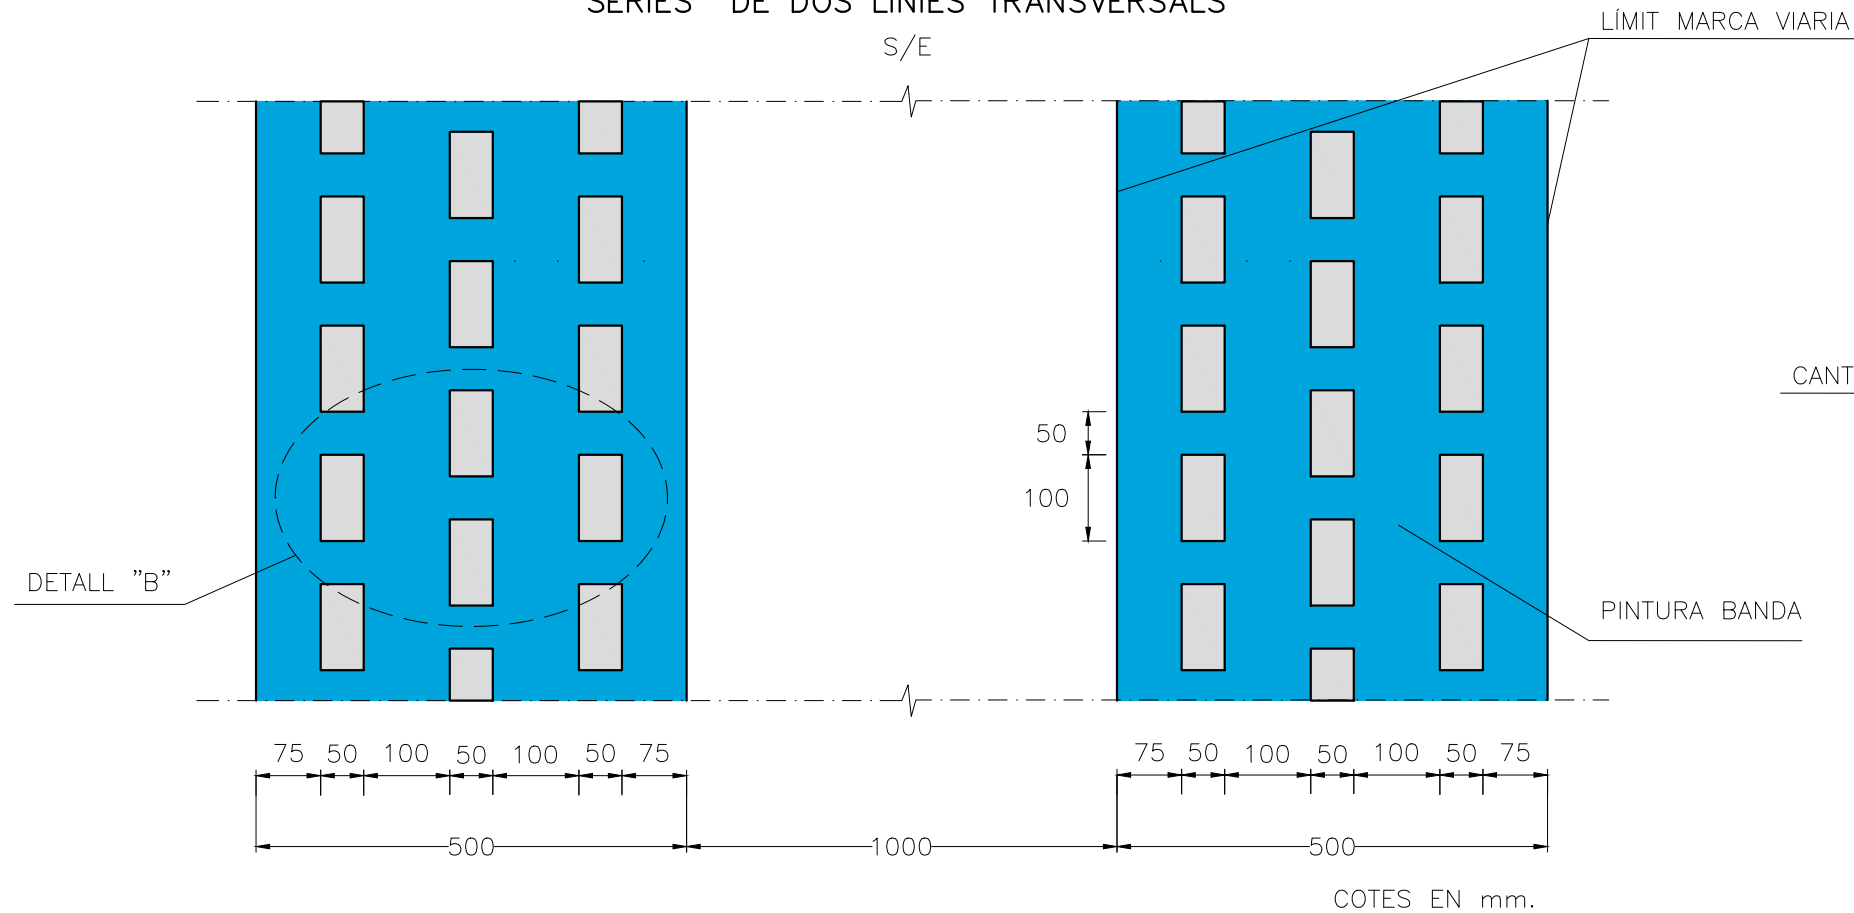 SERIES DE DOS LÍNIES TRANSVERSALS
S/E
LÍMIT MARCA VIARIA
CANT
50
100
DETALL "B"
PINTURA BANDA
75 50 100 50 100 50 75
75 50 100 50 100 50 75
500 1000 500
COTES EN mm.